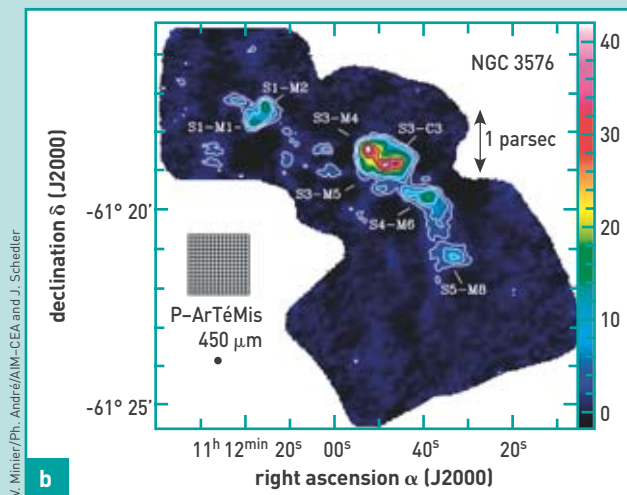 NGC 3576
40
30
20
10
0
1 parsec
S1-M2
S1-M1
S3-M4
S3-C3
S3-M5
S4-M6
S5-M8
P-ArTéMis
450 μm
declination δ (J2000)
-61° 20'
-61° 25'
11h 12min 20s 00s 40s 20s
right ascension α (J2000)
b
V. Minier/Ph. André/AIM-CEA and J. Schedler